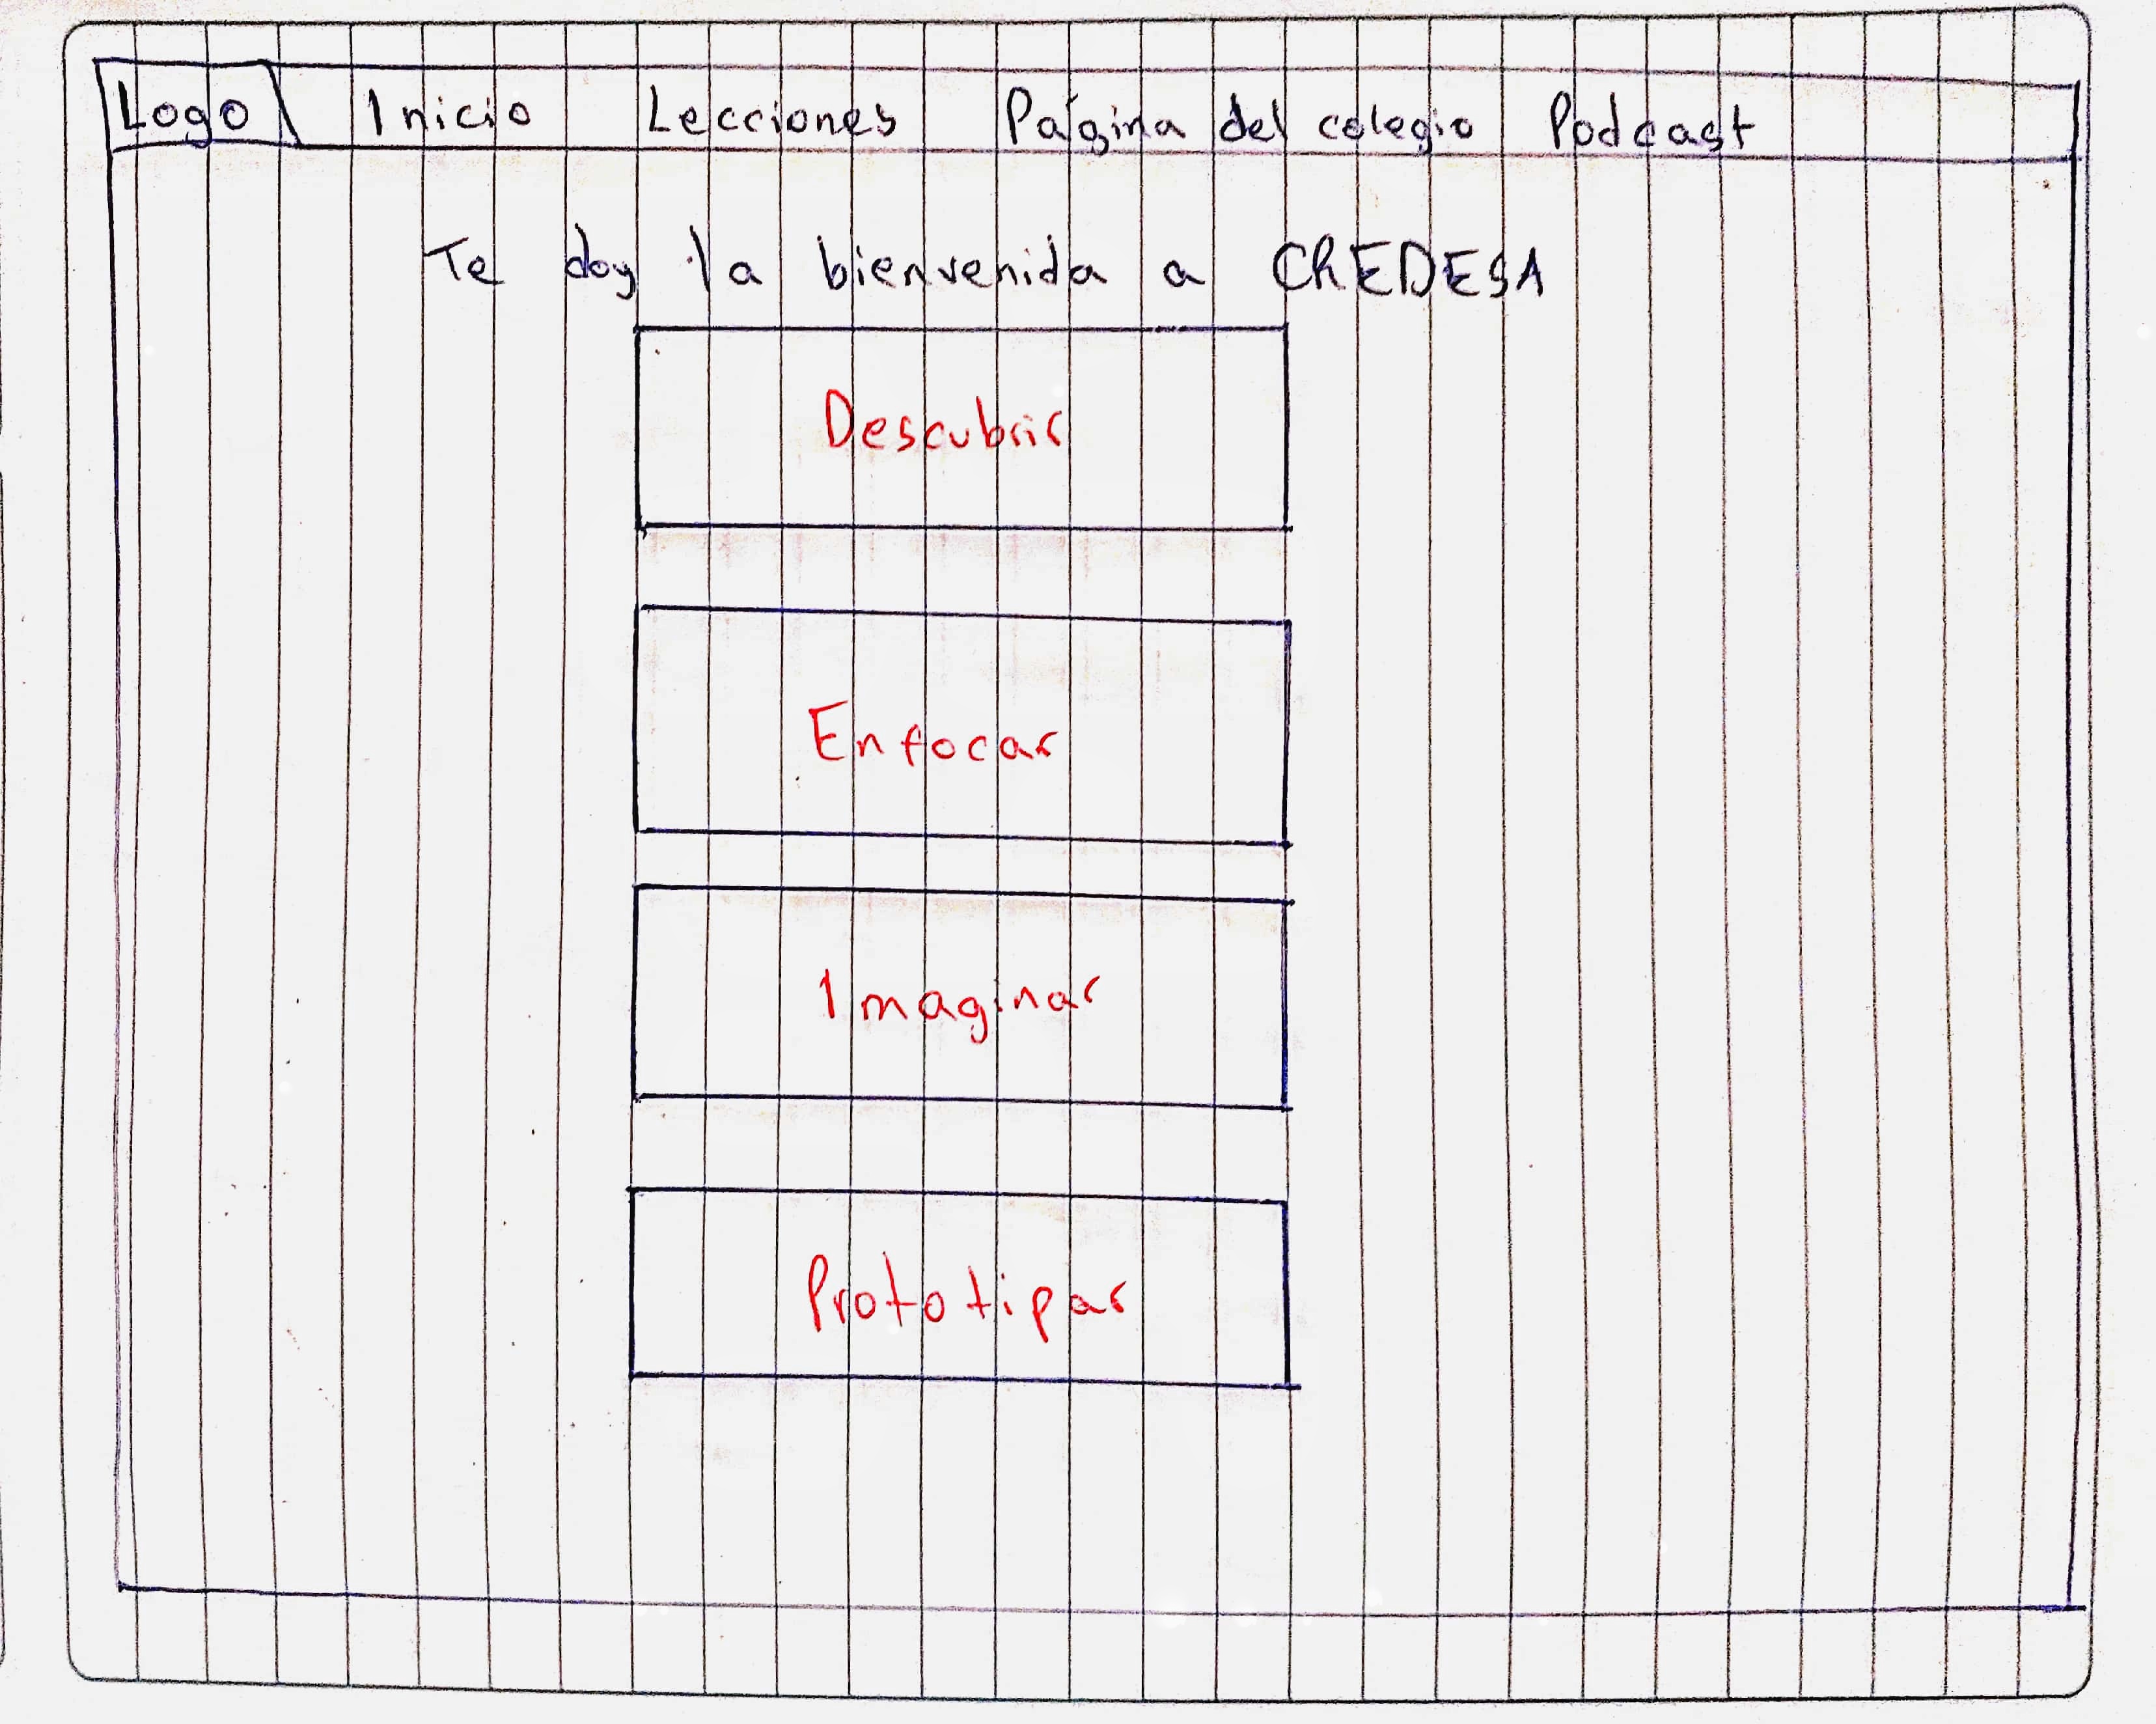 Logo Inicio Lecciones Página del colegio Podcast
Te doy la bienvenida a CREDESA
Descubrir
Enfocar
Imaginar
Prototipar